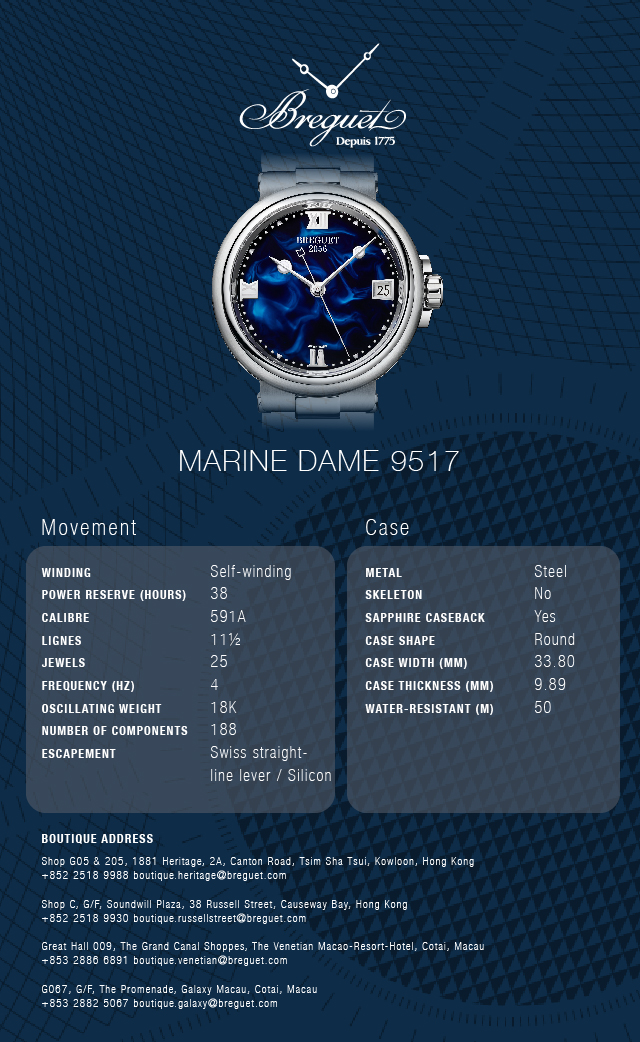 Breguet
Depuis 1775
XII
BREGUET
2056
25
MARINE DAME 9517
Movement
WINDING Self-winding
POWER RESERVE (HOURS) 38
CALIBRE 591A
LIGNES 11½
JEWELS 25
FREQUENCY (HZ) 4
OSCILLATING WEIGHT 18K
NUMBER OF COMPONENTS 188
ESCAPEMENT Swiss straight-
line lever / Silicon
Case
METAL Steel
SKELETON No
SAPPHIRE CASEBACK Yes
CASE SHAPE Round
CASE WIDTH (MM) 33.80
CASE THICKNESS (MM) 9.89
WATER-RESISTANT (M) 50
BOUTIQUE ADDRESS
Shop G05 & 205, 1881 Heritage, 2A, Canton Road, Tsim Sha Tsui, Kowloon, Hong Kong
+852 2518 9988 boutique.heritage@breguet.com
Shop C, G/F, Soundwill Plaza, 38 Russell Street, Causeway Bay, Hong Kong
+852 2518 9930 boutique.russellstreet@breguet.com
Great Hall 009, The Grand Canal Shoppes, The Venetian Macao-Resort-Hotel, Cotai, Macau
+853 2886 6891 boutique.venetian@breguet.com
G067, G/F, The Promenade, Galaxy Macau, Cotai, Macau
+853 2882 5067 boutique.galaxy@breguet.com